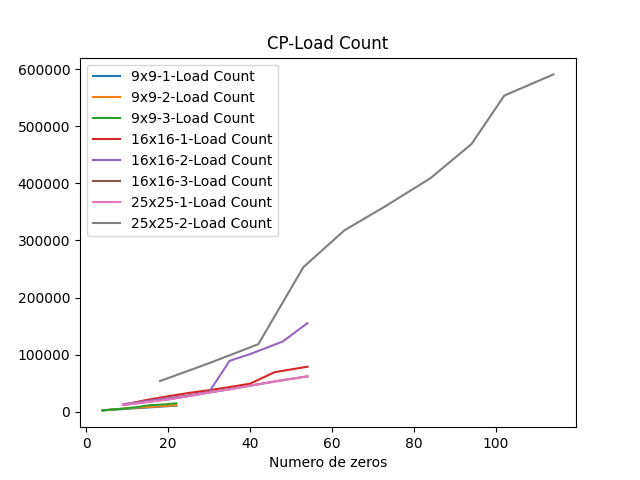 CP-Load Count
600000
500000
400000
300000
200000
100000
0
9x9-1-Load Count
9x9-2-Load Count
9x9-3-Load Count
16x16-1-Load Count
16x16-2-Load Count
16x16-3-Load Count
25x25-1-Load Count
25x25-2-Load Count
0 20 40 60 80 100
Numero de zeros